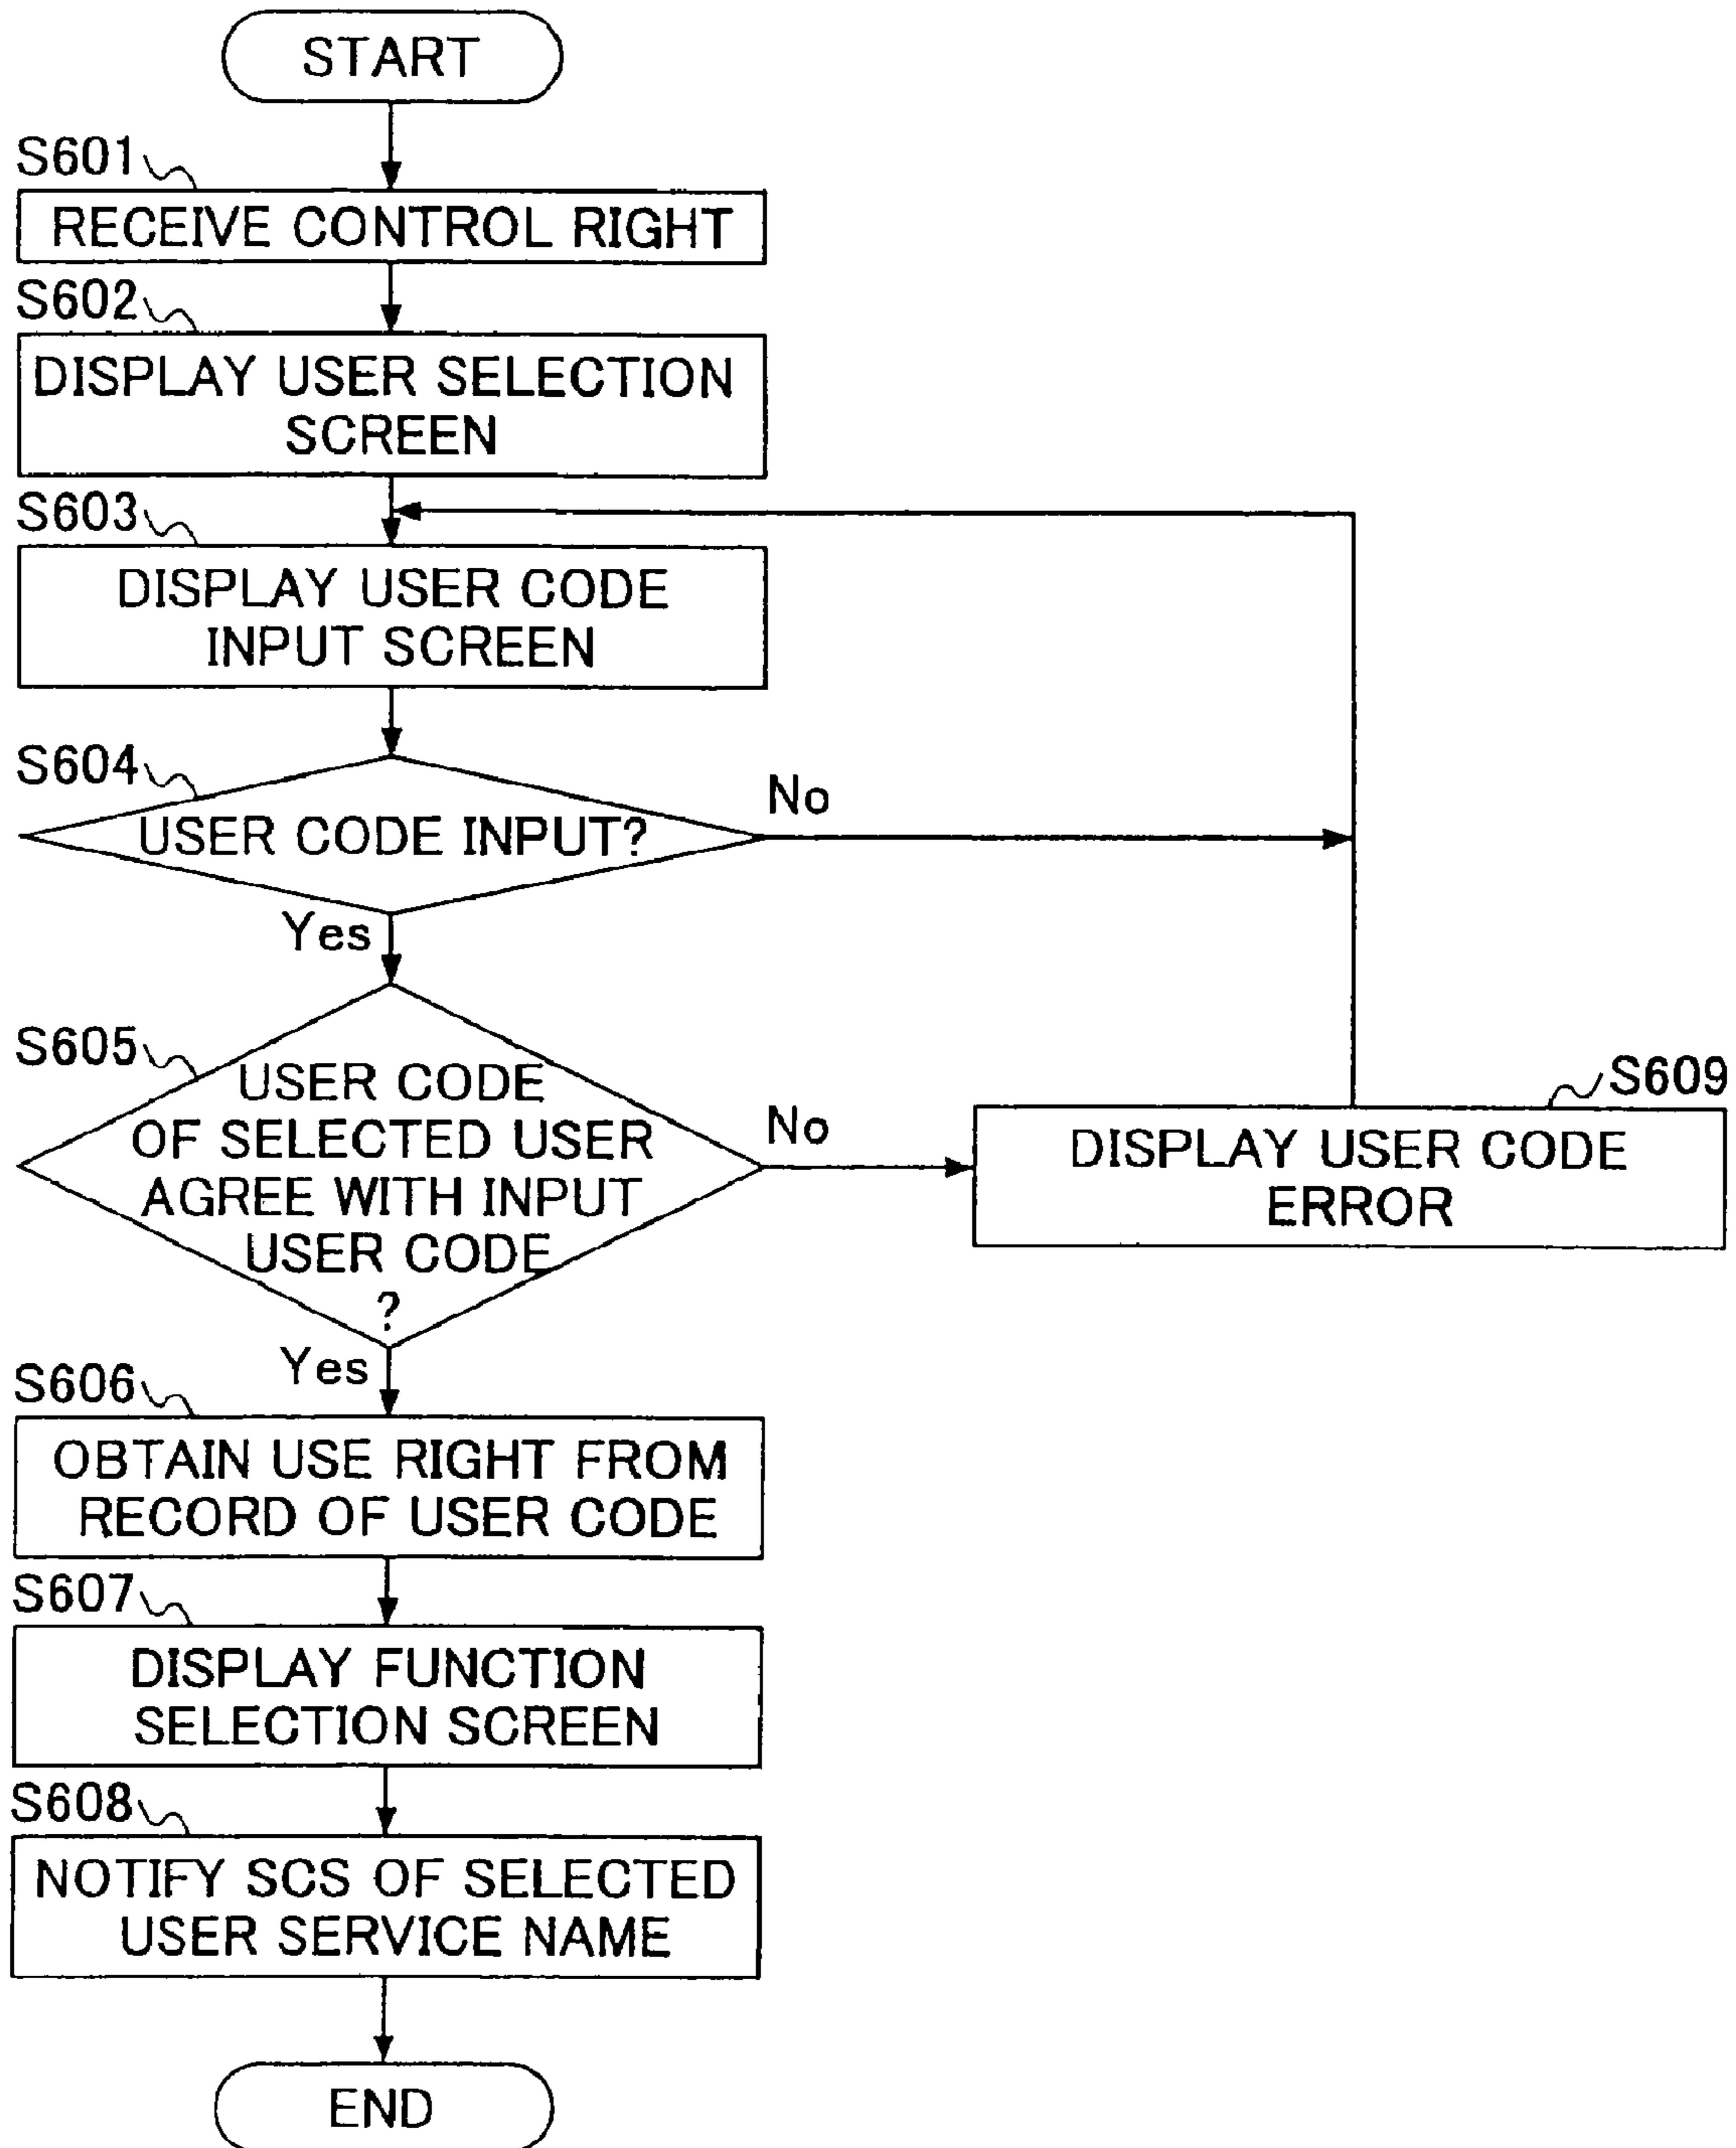 START
S601
RECEIVE CONTROL RIGHT
S602
DISPLAY USER SELECTION
SCREEN
S603
DISPLAY USER CODE
INPUT SCREEN
S604
USER CODE INPUT?
No
Yes
S605
USER CODE
OF SELECTED USER
AGREE WITH INPUT
USER CODE
?
No
S609
DISPLAY USER CODE
ERROR
Yes
S606
OBTAIN USE RIGHT FROM
RECORD OF USER CODE
S607
DISPLAY FUNCTION
SELECTION SCREEN
S608
NOTIFY SCS OF SELECTED
USER SERVICE NAME
END